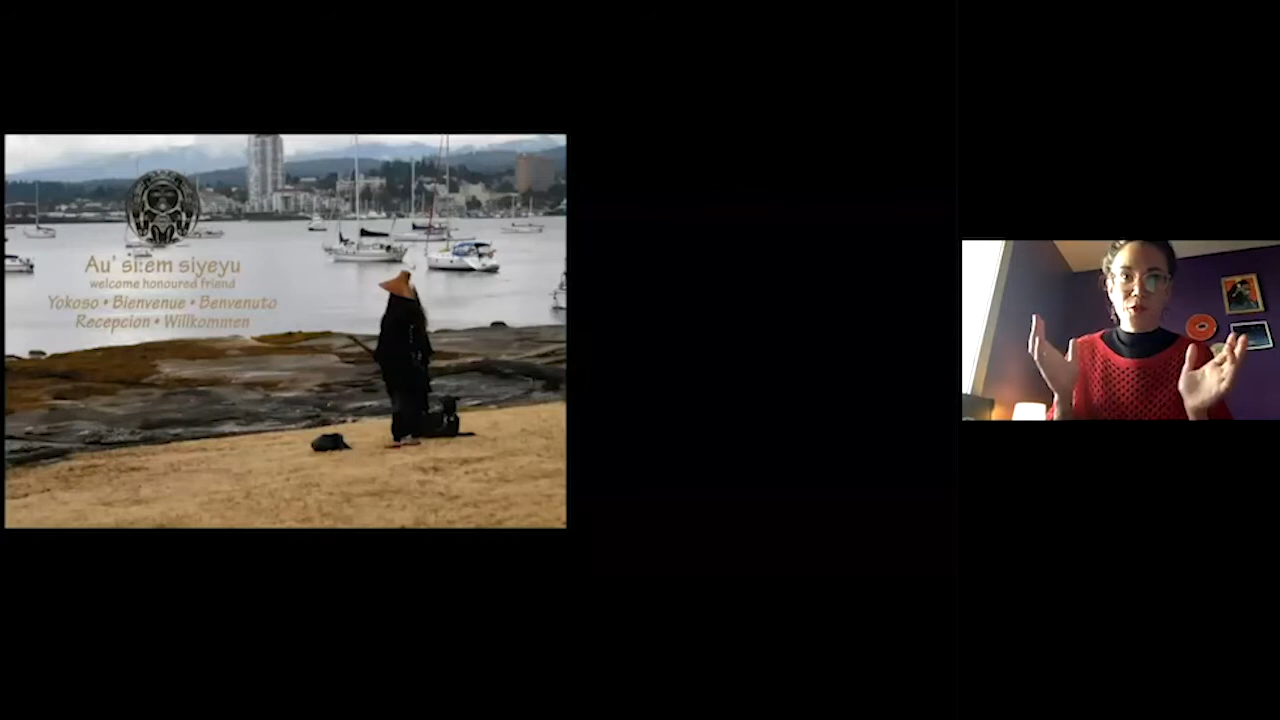 Au' si:em siyeyu
welcome honoured friend
Yokoso • Bienvenue • Benvenuto
Recepcion • Willkommen